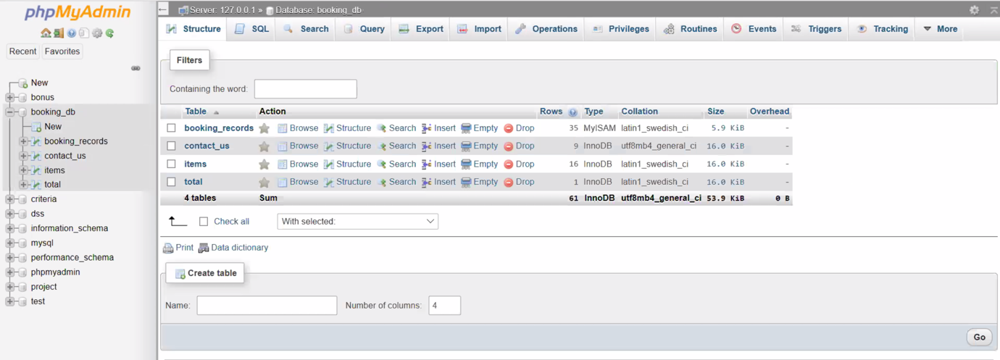 phpMyAdmin
Recent Favorites
New
bonus
booking_db
New
booking_records
contact_us
items
total
criteria
dss
information_schema
mysql
performance_schema
phpmyadmin
project
test
Server: 127.0.0.1 » Database: booking_db
Structure SQL Search Query Export Import Operations Privileges Routines Events Triggers Tracking More
Filters
Containing the word:
Table Action Rows Type Collation Size Overhead
booking_records Browse Structure Search Insert Empty Drop 35 MyISAM latin1_swedish_ci 5.9 KiB -
contact_us Browse Structure Search Insert Empty Drop 9 InnoDB utf8mb4_general_ci 16.0 KiB -
items Browse Structure Search Insert Empty Drop 16 InnoDB latin1_swedish_ci 16.0 KiB -
total Browse Structure Search Insert Empty Drop 1 InnoDB latin1_swedish_ci 16.0 KiB -
4 tables Sum 61 InnoDB utf8mb4_general_ci 53.9 KiB 0 B
Check all With selected:
Print Data dictionary
Create table
Name: Number of columns: 4
Go